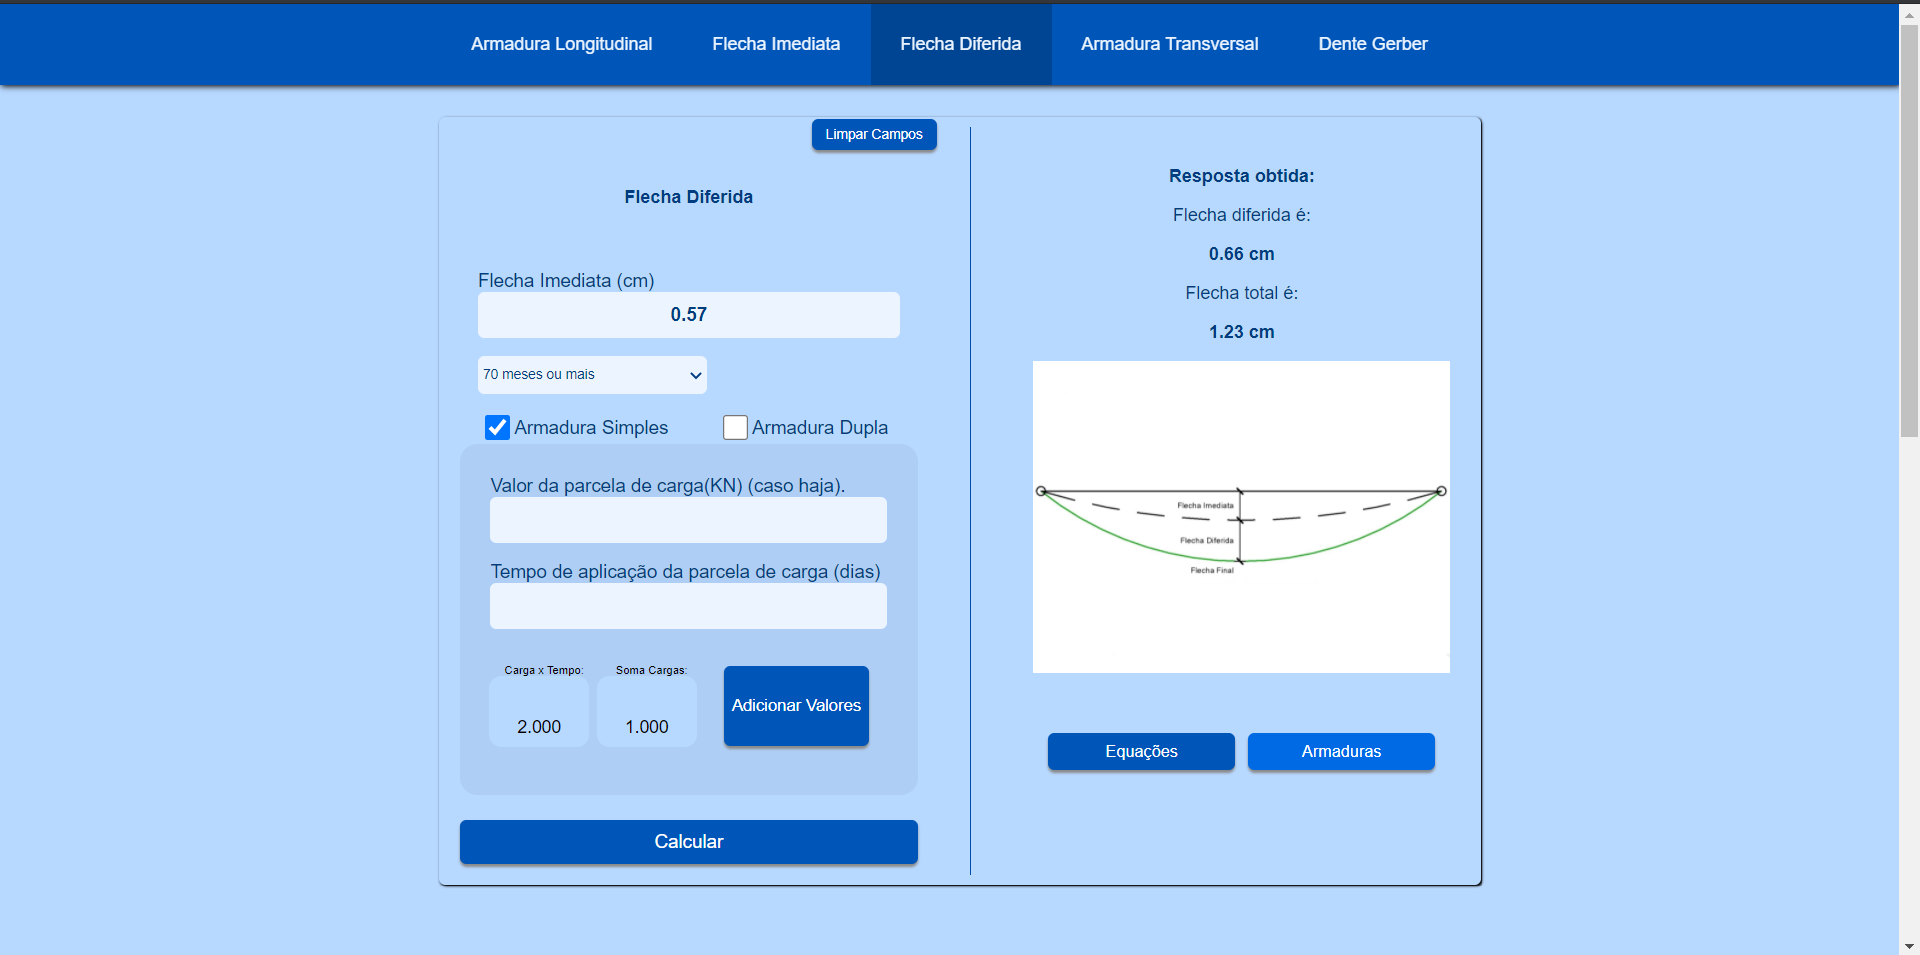 Armadura Longitudinal
Flecha Imediata
Flecha Diferida
Armadura Transversal
Dente Gerber
Limpar Campos
Flecha Diferida
Flecha Imediata (cm)
0.57
70 meses ou mais
Armadura Simples
Armadura Dupla
Valor da parcela de carga(KN) (caso haja).
Tempo de aplicação da parcela de carga (dias)
Carga x Tempo:
Soma Cargas:
2.000
1.000
Adicionar Valores
Calcular
Resposta obtida:
Flecha diferida é:
0.66 cm
Flecha total é:
1.23 cm
Flecha Imediata
Flecha Diferida
Flecha Final
Equações
Armaduras